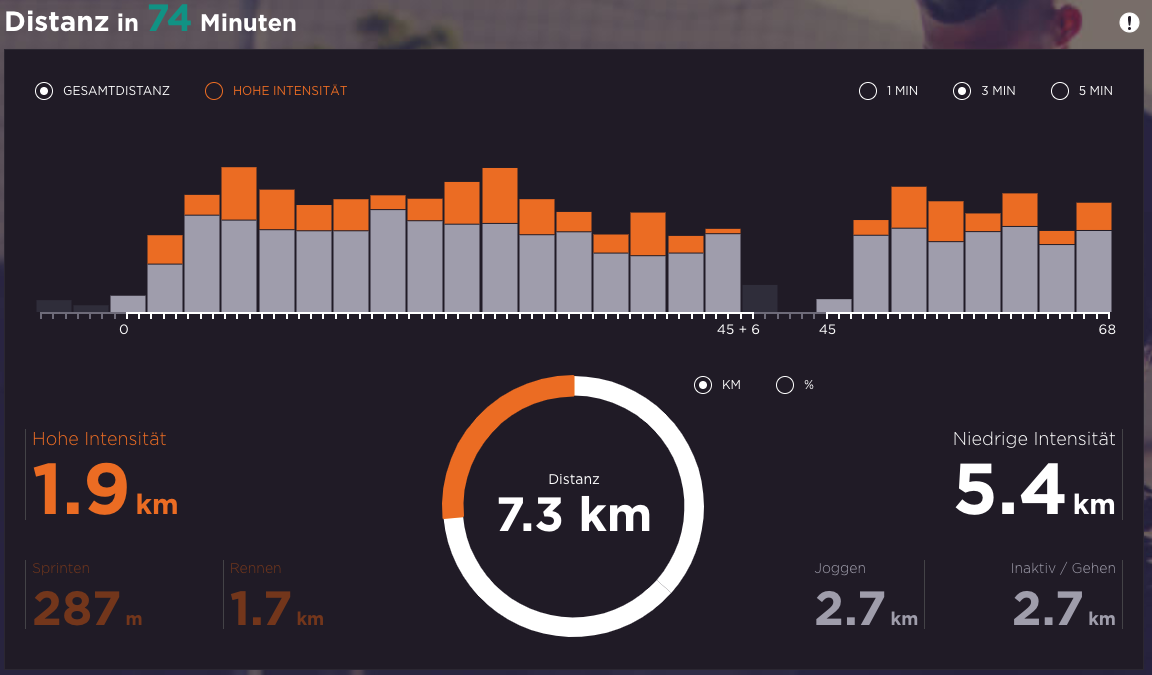 Distanz in 74 Minuten
!
GESAMTDISTANZ HOHE INTENSITÄT 1 MIN 3 MIN 5 MIN
0 45 + 6 45 68
KM %
Hohe Intensität
1.9 km
Distanz
7.3 km
Niedrige Intensität
5.4 km
Sprinten Rennen Joggen Inaktiv / Gehen
287 m 1.7 km 2.7 km 2.7 km